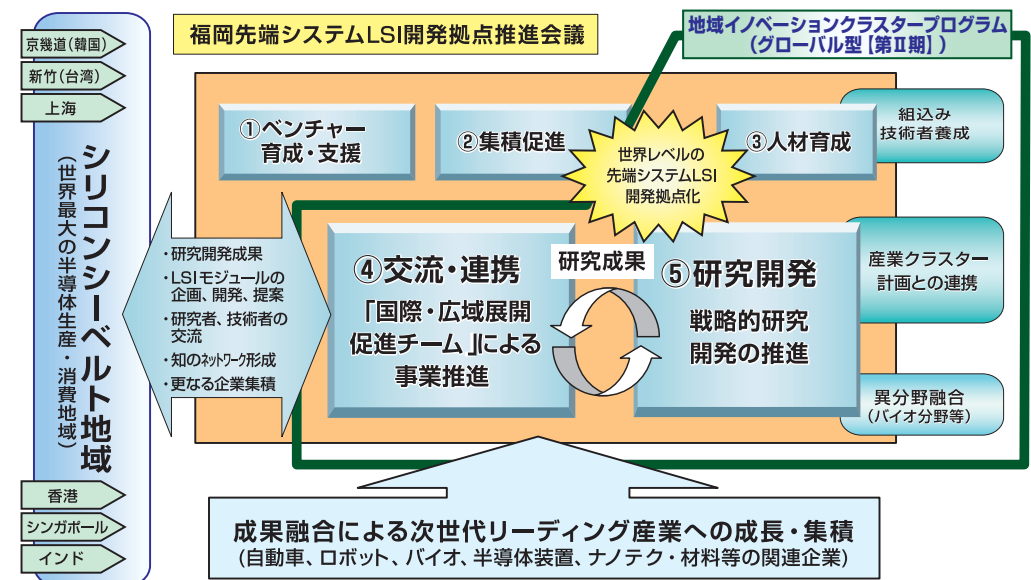 京幾道(韓国)
新竹(台湾)
上海
シリコンシーベルト地域
(世界最大の半導体生産・消費地域)
香港
シンガポール
インド
福岡先端システムLSI開発拠点推進会議
地域イノベーションクラスタープログラム
(グローバル型【第Ⅱ期】)
①ベンチャー
育成・支援
②集積促進
世界レベルの
先端システムLSI
開発拠点化
③人材育成
組込み
技術者養成
・研究開発成果
・LSIモジュールの
企画、開発、提案
・研究者、技術者の
交流
・知のネットワーク形成
・更なる企業集積
④交流・連携
「国際・広域展開
促進チーム」による
事業推進
研究成果
⑤研究開発
戦略的研究
開発の推進
産業クラスター
計画との連携
異分野融合
(バイオ分野等)
成果融合による次世代リーディング産業への成長・集積
(自動車、ロボット、バイオ、半導体装置、ナノテク・材料等の関連企業)